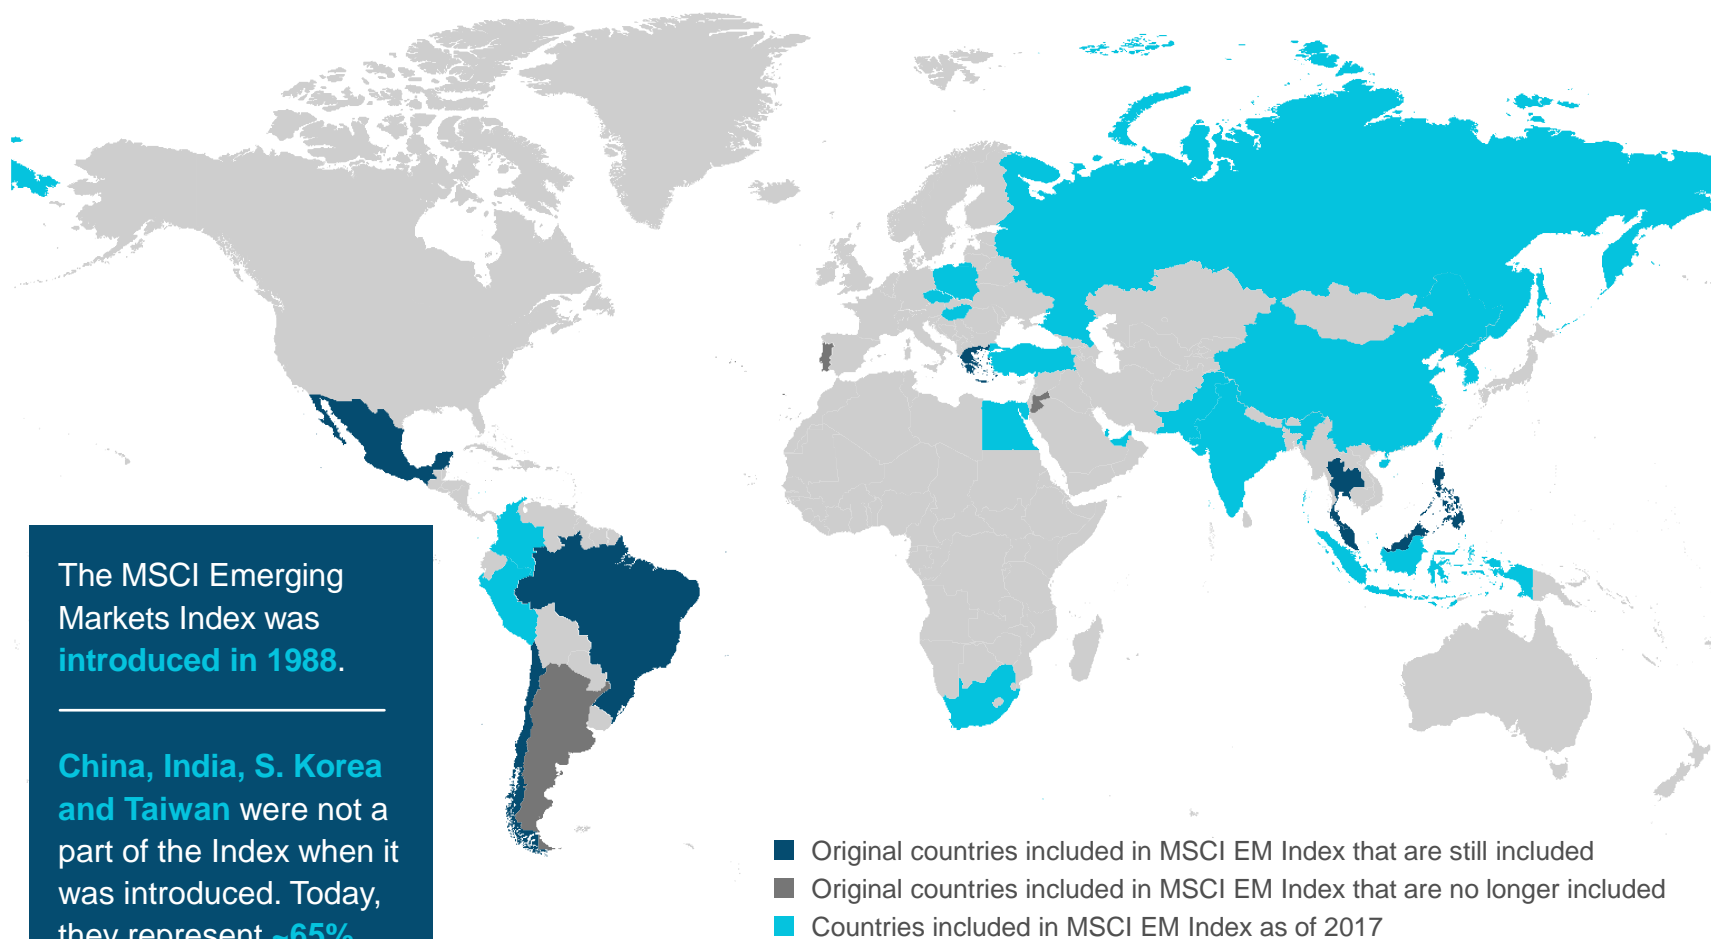 The MSCI Emerging
Markets Index was
introduced in 1988.
China, India, S. Korea
and Taiwan were not a
part of the Index when it
was introduced. Today,
they represent ~65%
Original countries included in MSCI EM Index that are still included
Original countries included in MSCI EM Index that are no longer included
Countries included in MSCI EM Index as of 2017